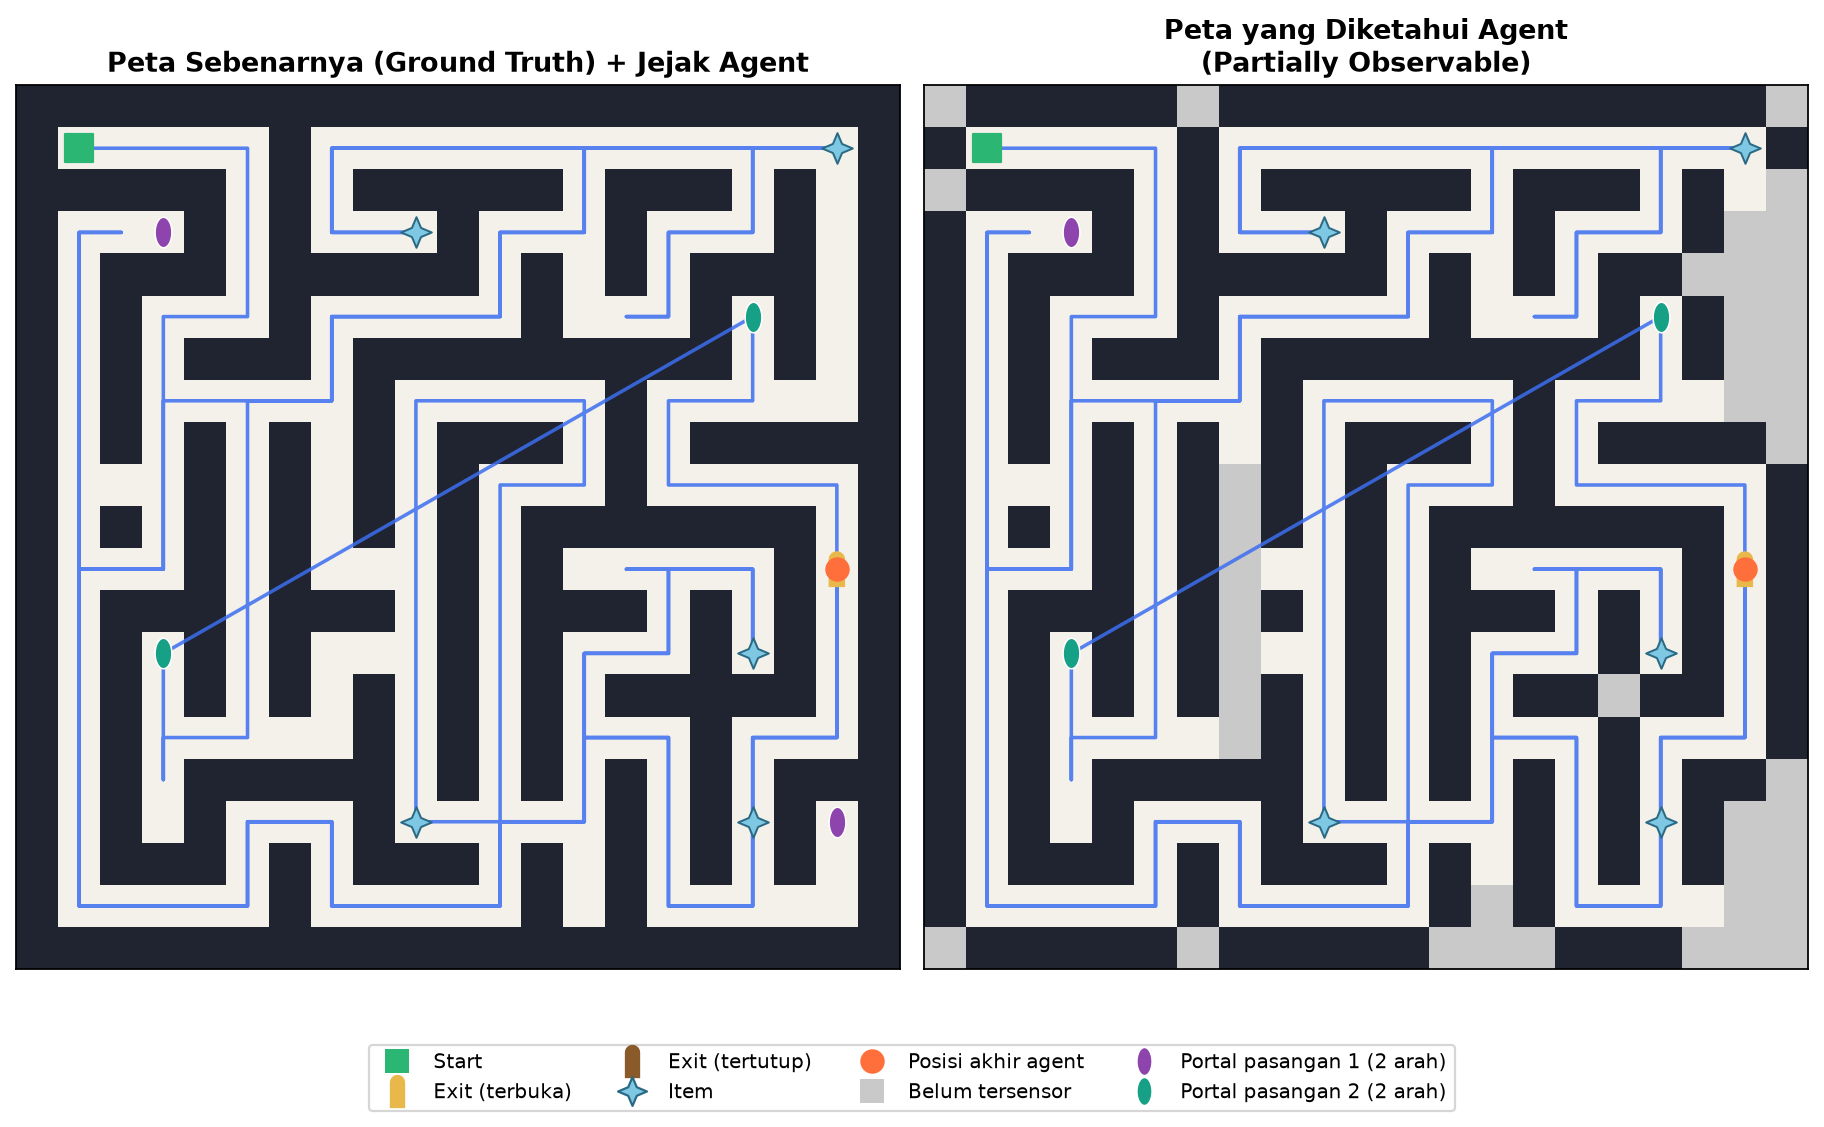 Peta Sebenarnya (Ground Truth) + Jejak Agent
Peta yang Diketahui Agent
(Partially Observable)
Start
Exit (terbuka)
Exit (tertutup)
Item
Posisi akhir agent
Belum tersensor
Portal pasangan 1 (2 arah)
Portal pasangan 2 (2 arah)